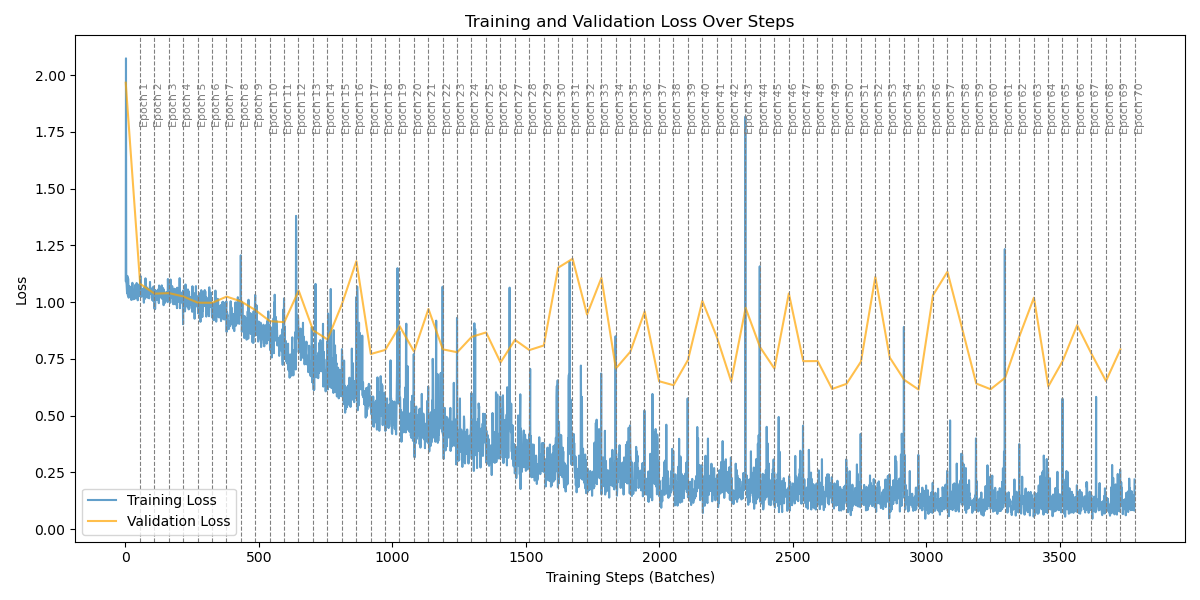 Training and Validation Loss Over Steps
Loss
2.00
1.75
1.50
1.25
1.00
0.75
0.50
0.25
0.00
Epoch 1
Epoch 2
Epoch 3
Epoch 4
Epoch 5
Epoch 6
Epoch 7
Epoch 8
Epoch 9
Epoch 10
Epoch 11
Epoch 12
Epoch 13
Epoch 14
Epoch 15
Epoch 16
Epoch 17
Epoch 18
Epoch 19
Epoch 20
Epoch 21
Epoch 22
Epoch 23
Epoch 24
Epoch 25
Epoch 26
Epoch 27
Epoch 28
Epoch 29
Epoch 30
Epoch 31
Epoch 32
Epoch 33
Epoch 34
Epoch 35
Epoch 36
Epoch 37
Epoch 38
Epoch 39
Epoch 40
Epoch 41
Epoch 42
Epoch 43
Epoch 44
Epoch 45
Epoch 46
Epoch 47
Epoch 48
Epoch 49
Epoch 50
Epoch 51
Epoch 52
Epoch 53
Epoch 54
Epoch 55
Epoch 56
Epoch 57
Epoch 58
Epoch 59
Epoch 60
Epoch 61
Epoch 62
Epoch 63
Epoch 64
Epoch 65
Epoch 66
Epoch 67
Epoch 68
Epoch 69
Epoch 70
Training Loss
Validation Loss
0
500
1000
1500
2000
2500
3000
3500
Training Steps (Batches)